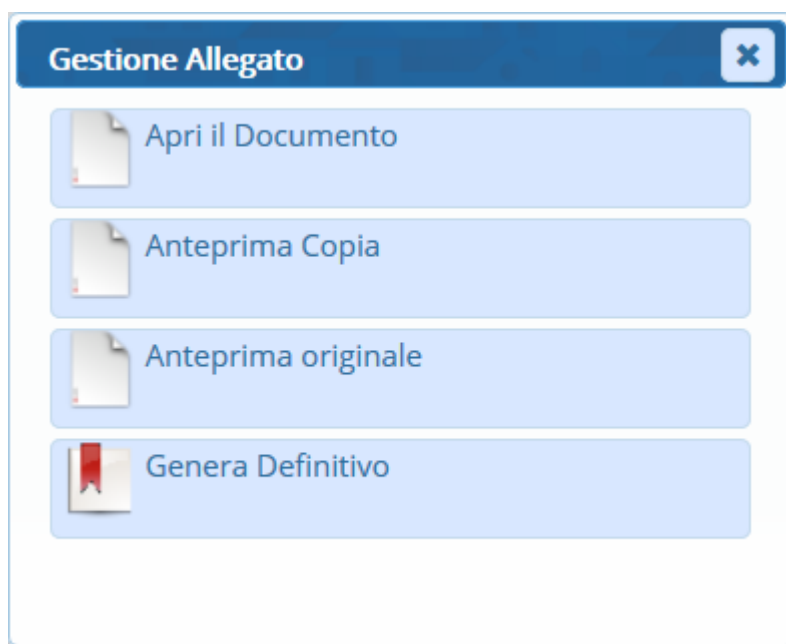 Gestione Allegato
Apri il Documento
Anteprima Copia
Anteprima originale
Genera Definitivo